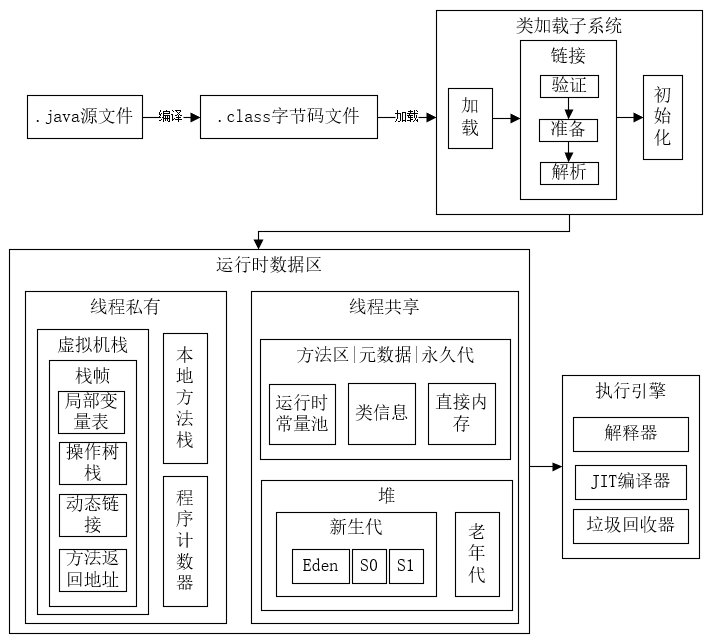 类加载子系统
链接
.java源文件
编译
.class字节码文件
加载
加
载
验证
准备
解析
初
始
化
运行时数据区
线程私有
虚拟机栈
栈帧
局部变
量表
操作树
栈
动态链
接
方法返
回地址
本
地
方
法
栈
程
序
计
数
器
线程共享
方法区|元数据|永久代
运行时
常量池
类信息
直接内
存
堆
新生代
Eden
S0
S1
老
年
代
执行引擎
解释器
JIT编译器
垃圾回收器